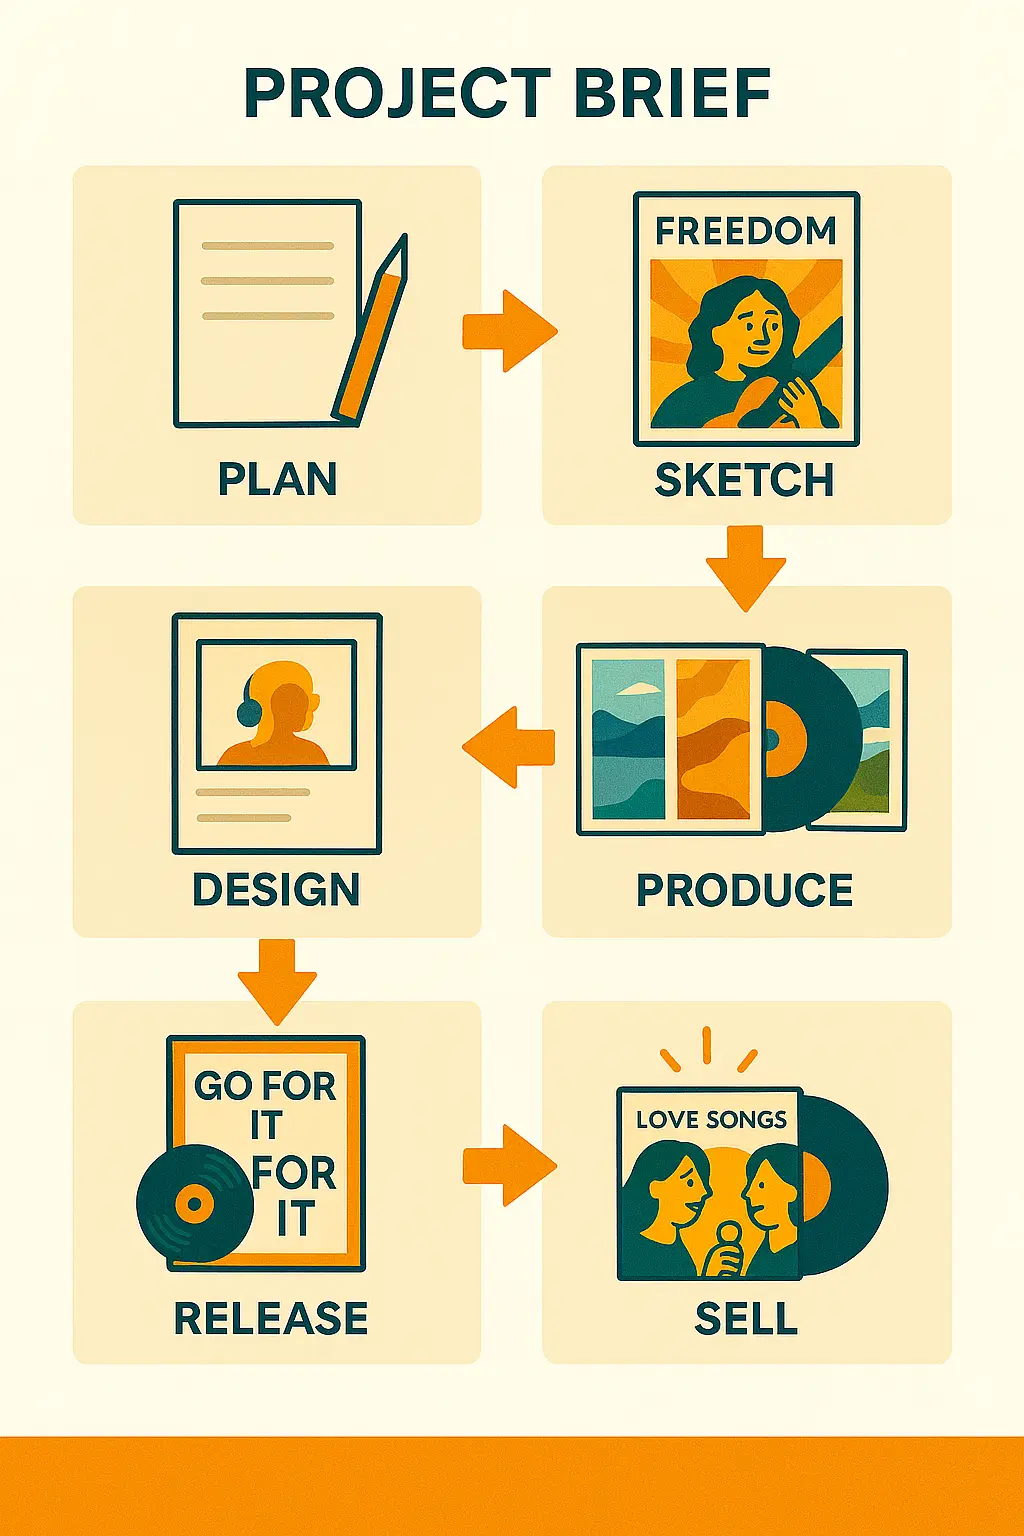 PROJECT BRIEF
FREEDOM
PLAN
SKETCH
PRODUCE
DESIGN
GO FOR
IT
FOR
IT
RELEASE
LOVE SONGS
SELL